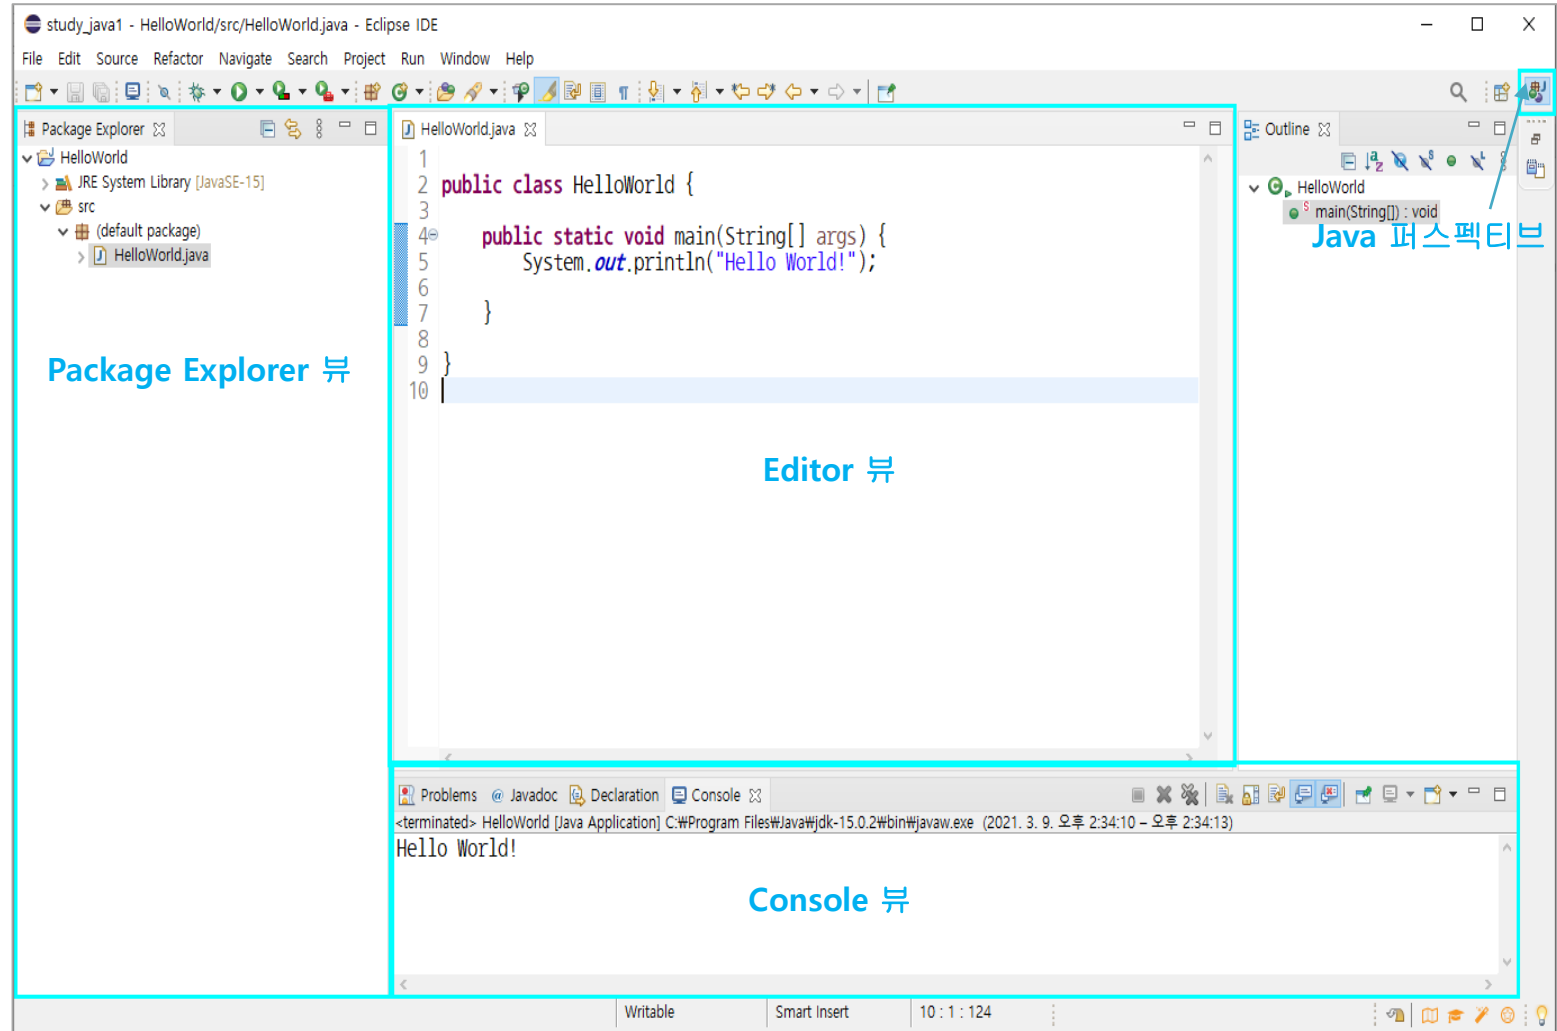 study_java1 - HelloWorld/src/HelloWorld.java - Eclipse IDE
File Edit Source Refactor Navigate Search Project Run Window Help
Package Explorer
HelloWorld
JRE System Library [JavaSE-15]
src
(default package)
HelloWorld.java
Package Explorer 뷰
HelloWorld.java
1
2 public class HelloWorld {
3
4 public static void main(String[] args) {
5 System.out.println("Hello World!");
6
7 }
8
9 }
10
Editor 뷰
Outline
HelloWorld
main(String[]) : void
Java 퍼스펙티브
Problems @ Javadoc Declaration Console
<terminated> HelloWorld [Java Application] C:₩Program Files₩Java₩jdk-15.0.2₩bin₩javaw.exe (2021. 3. 9. 오후 2:34:10 – 오후 2:34:13)
Hello World!
Console 뷰
Writable Smart Insert 10 : 1 : 124